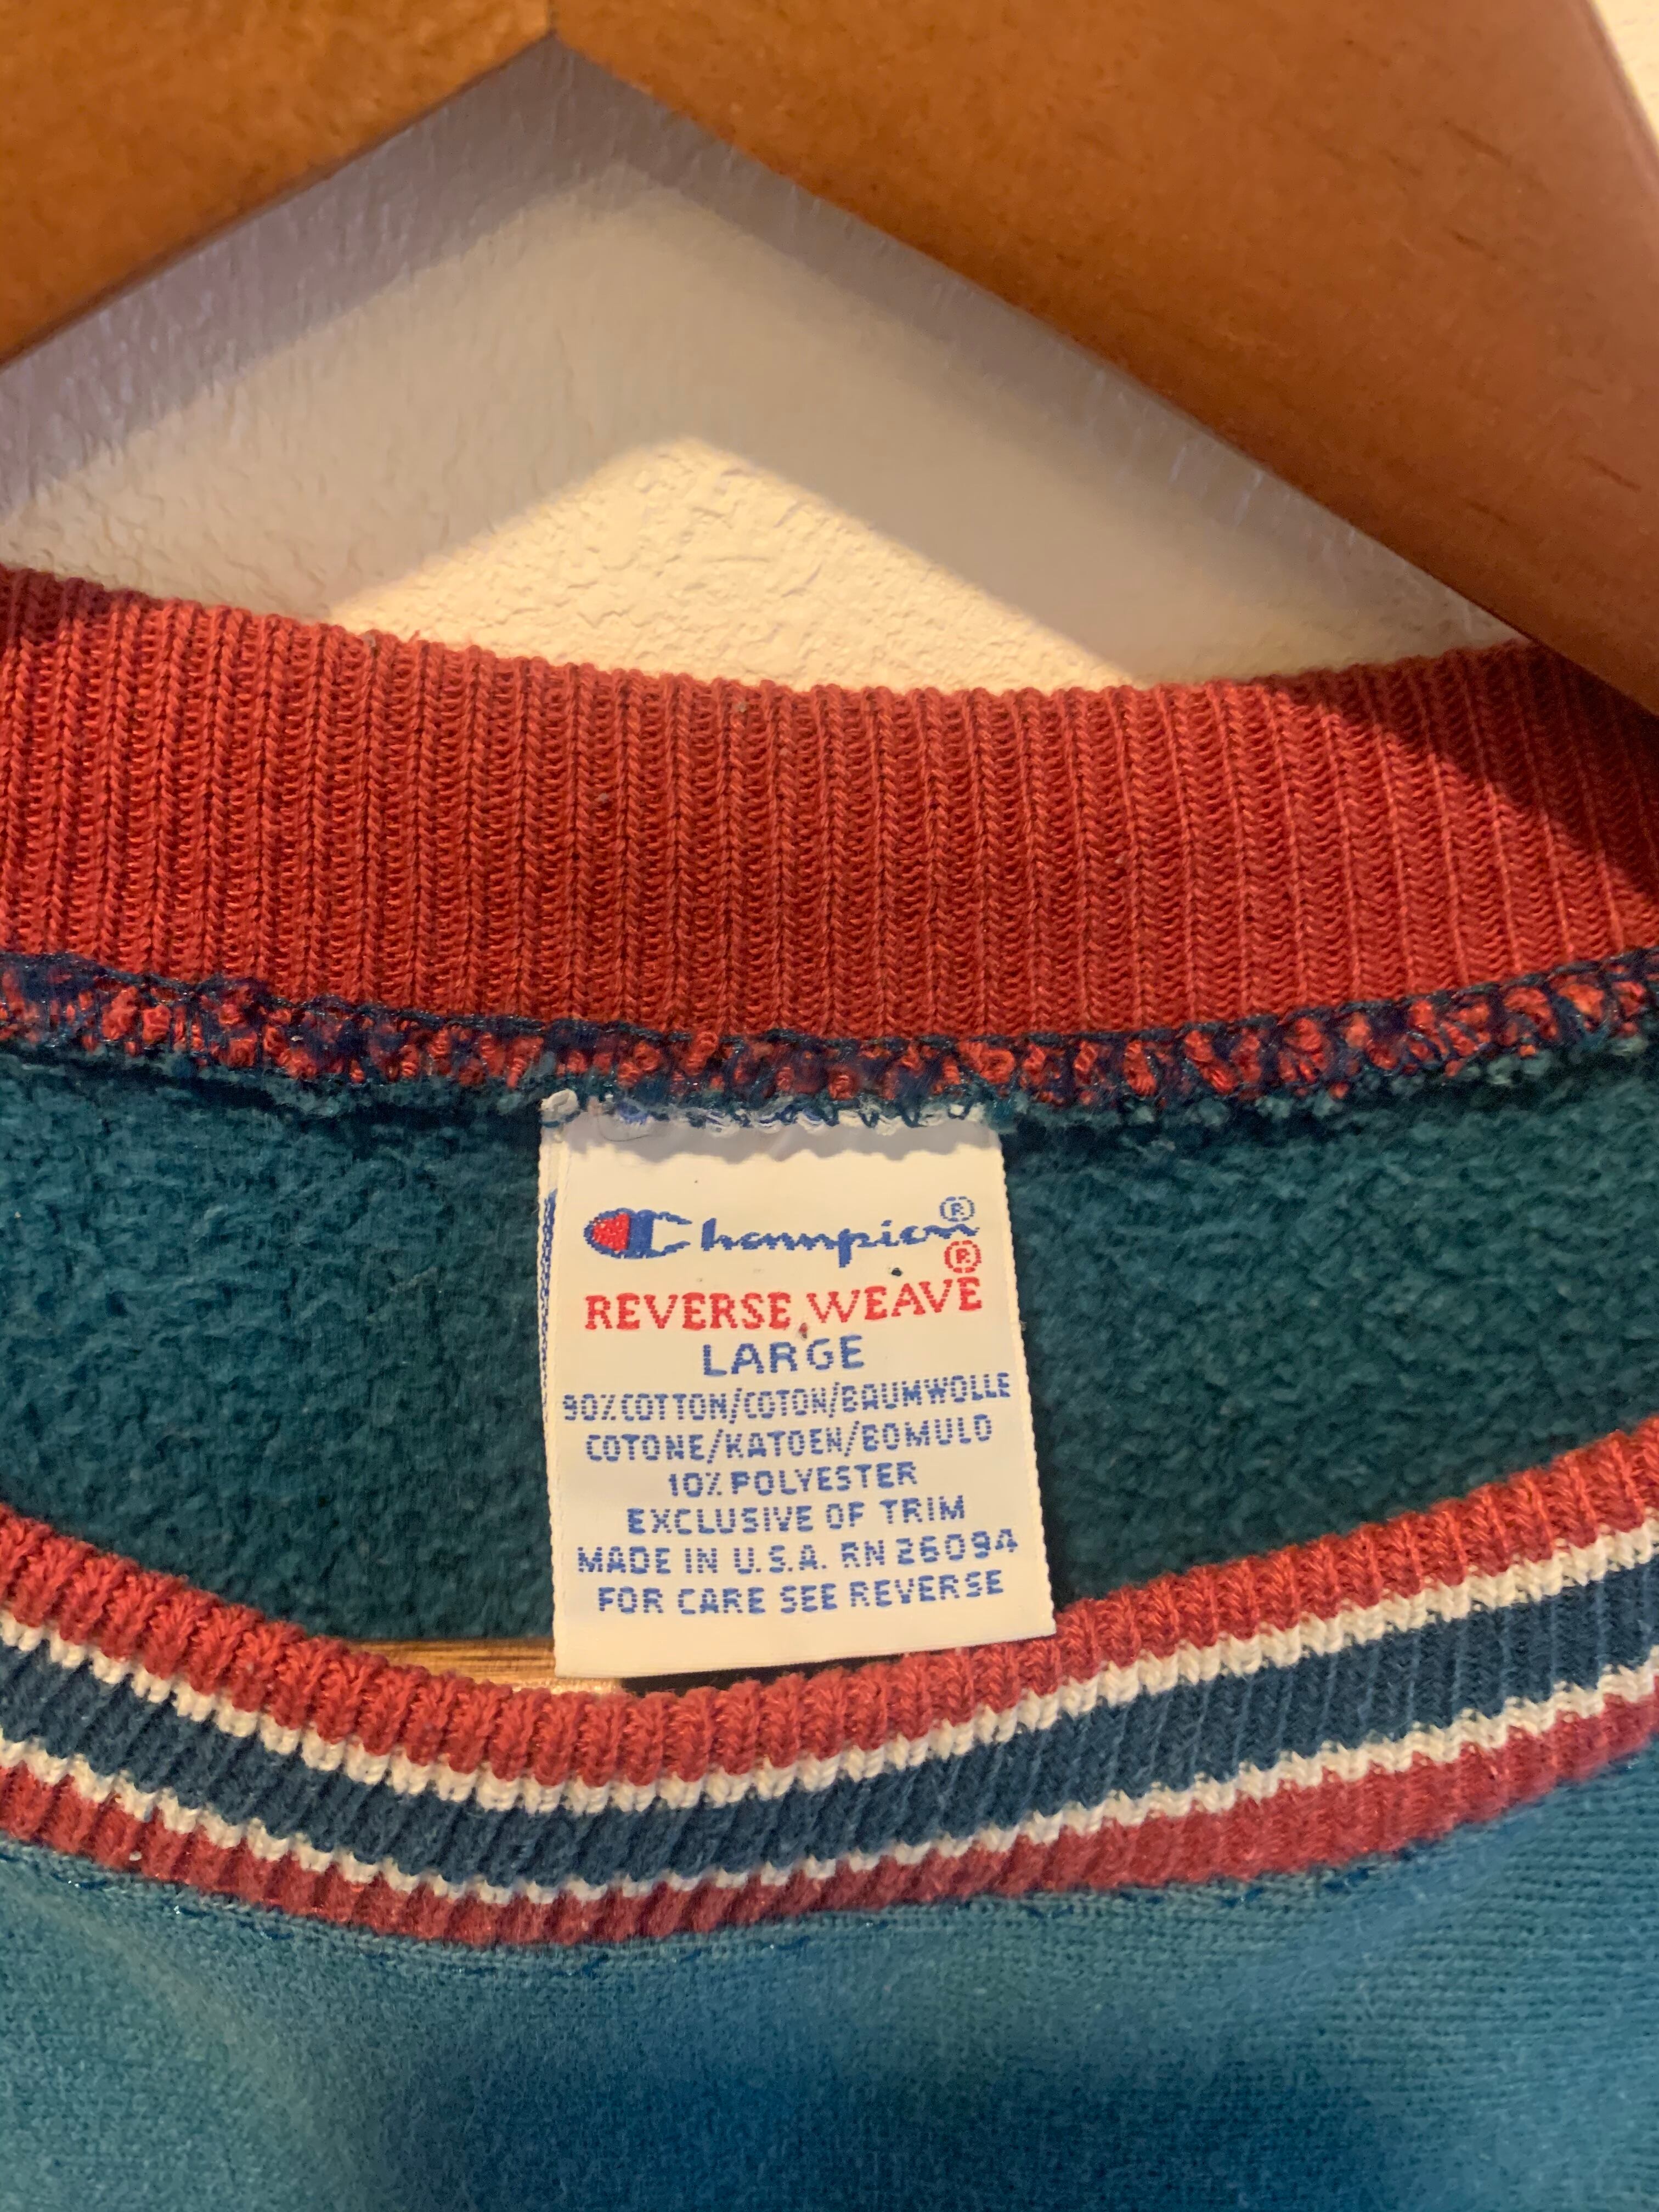 Champion®
REVERSE WEAVE®
LARGE
90% COTTON/COTON/BAUMWOLLE
COTONE/KATOEN/BOMULD
10% POLYESTER
EXCLUSIVE OF TRIM
MADE IN U.S.A. RN 26094
FOR CARE SEE REVERSE